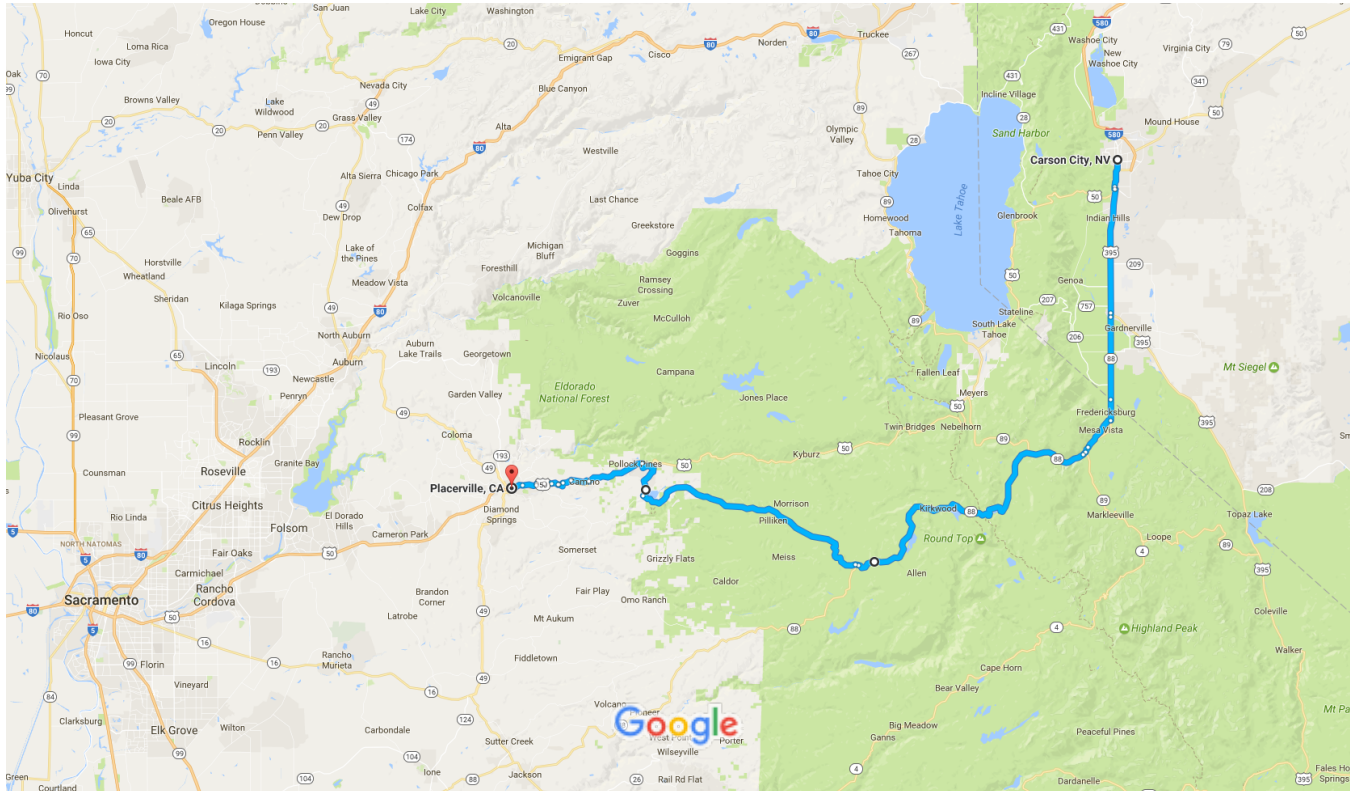 San Juan
Lake City
Washington
Oregon House
Honcut
Loma Rica
Iowa City
Browns Valley
Lake Wildwood
Penn Valley
Nevada City
Grass Valley
Emigrant Gap
Blue Canyon
Cisco
Norden
Truckee
Alta
Washoe City
New Washoe City
Virginia City
Incline Village
Sand Harbor
Mound House
Olympic Valley
Westville
Yuba City
Linda
Beale AFB
Alta Sierra
Chicago Park
Colfax
Dew Drop
Last Chance
Greekstore
Tahoe City
Homewood
Tahoma
Lake Tahoe
Carson City, NV
Glenbrook
Indian Hills
Olivehurst
Horstville
Wheatland
Sheridan
Kilaga Springs
Lake of the Pines
Meadow Vista
Michigan Bluff
Foresthill
Volcanoville
Goggins
Ramsey Crossing
Zuver
McCulloh
Genoa
Stateline
South Lake Tahoe
Gardnerville
Rio Oso
Nicolaus
Lincoln
North Auburn
Auburn
Auburn Lake Trails
Georgetown
Newcastle
Penryn
Pleasant Grove
Eldorado National Forest
Campana
Jones Place
Fallen Leaf
Meyers
Mt Siegel
Garden Valley
Coloma
Twin Bridges
Nebelhorn
Fredericksburg
Mesa Vista
Rocklin
Roseville
Granite Bay
Counsman
Citrus Heights
Rio Linda
Folsom
El Dorado Hills
Cameron Park
Placerville, CA
Diamond Springs
Camino
Pollock Pines
Kyburz
Morrison
Pilliken
Kirkwood
Round Top
Markleeville
Loope
Topaz Lake
NORTH NATOMAS
Fair Oaks
Carmichael
Rancho Cordova
Sacramento
Somerset
Grizzly Flats
Meiss
Caldor
Allen
Fair Play
Omo Ranch
Brandon Corner
Latrobe
Mt Aukum
Coleville
Highland Peak
Walker
Florin
Vineyard
Rancho Murieta
Fiddletown
Cape Horn
Bear Valley
Clarksburg
Elk Grove
Wilton
Carbondale
Volcano
Pioneer
Google
West Point
Porter
Wilseyville
Sutter Creek
Big Meadow
Ganns
Peaceful Pines
Mt Pa
Green
Courtland
Ione
Jackson
Rail Rd Flat
Dardanelle
Fales Ho
Springs